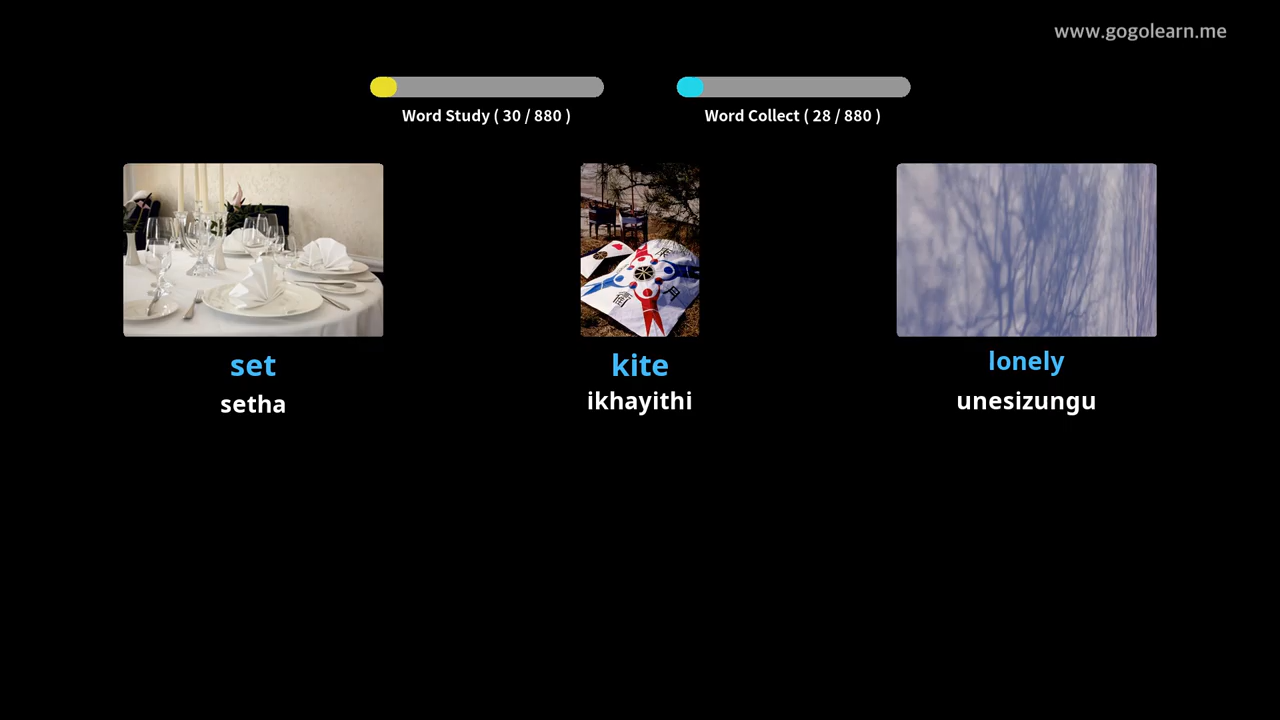 www.gogolearn.me
Word Study ( 30 / 880 )
Word Collect ( 28 / 880 )
set
setha
kite
ikhayithi
lonely
unesizungu